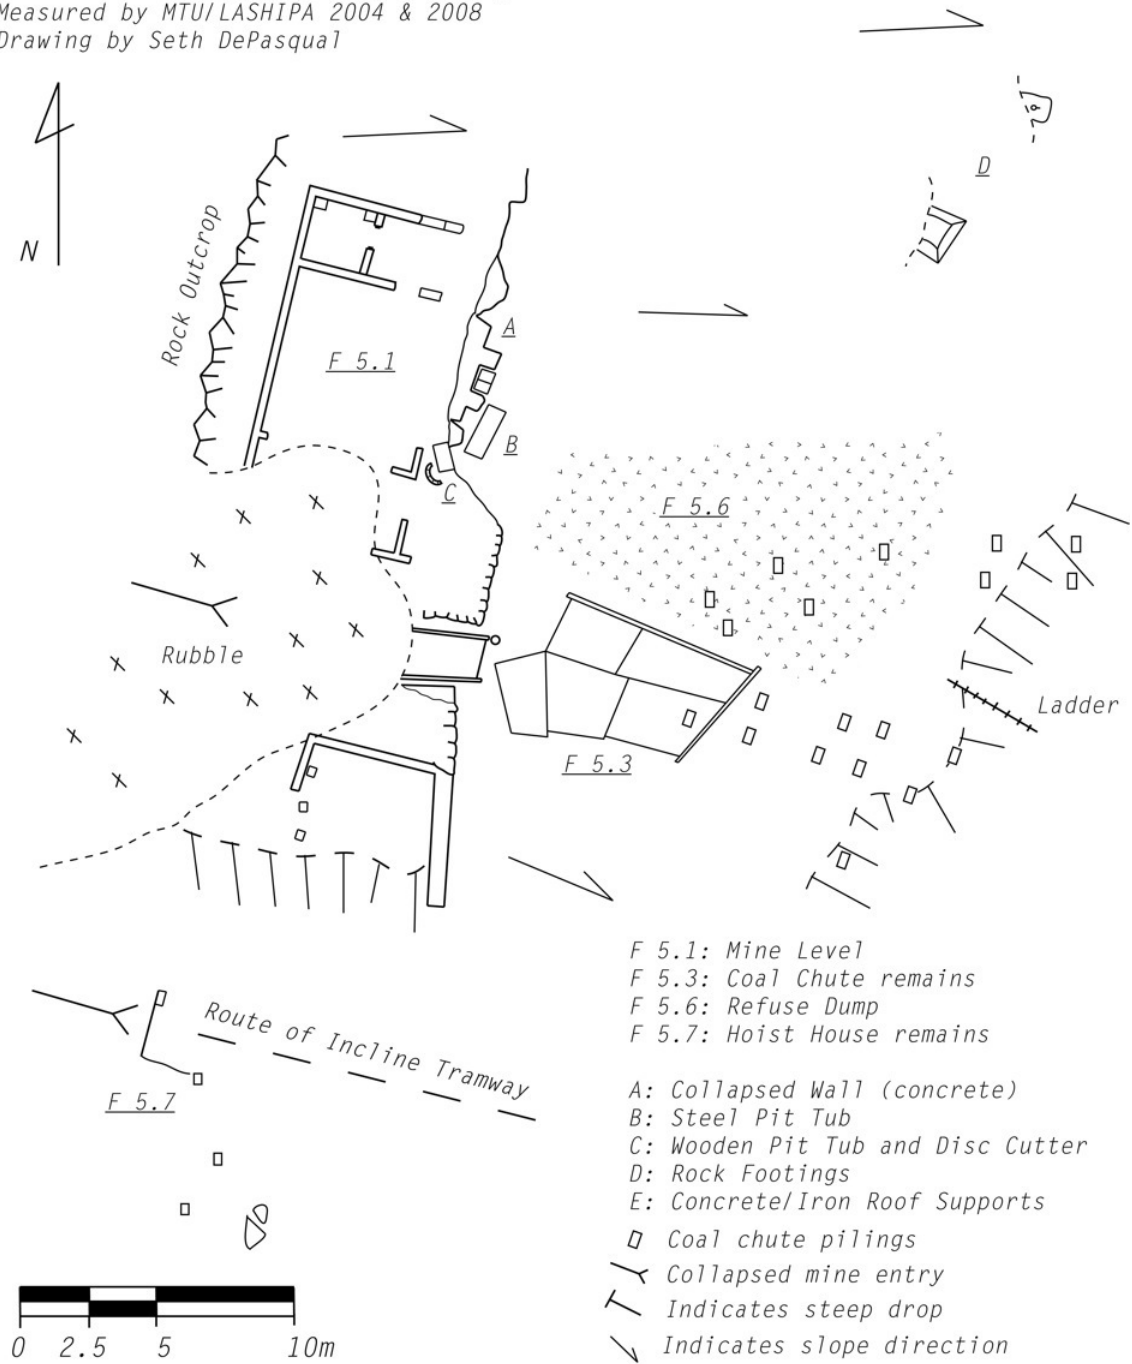 Measured by MTU/LASHIPA 2004 & 2008
Drawing by Seth DePasqual
D
N
Rock Outcrop
A
F 5.1
B
C
F 5.6
Rubble
Ladder
F 5.3
F 5.1: Mine Level
F 5.3: Coal Chute remains
F 5.6: Refuse Dump
F 5.7: Hoist House remains
Route of Incline Tramway
F 5.7
A: Collapsed Wall (concrete)
B: Steel Pit Tub
C: Wooden Pit Tub and Disc Cutter
D: Rock Footings
E: Concrete/Iron Roof Supports
Coal chute pilings
Collapsed mine entry
Indicates steep drop
Indicates slope direction
0 2.5 5 10m